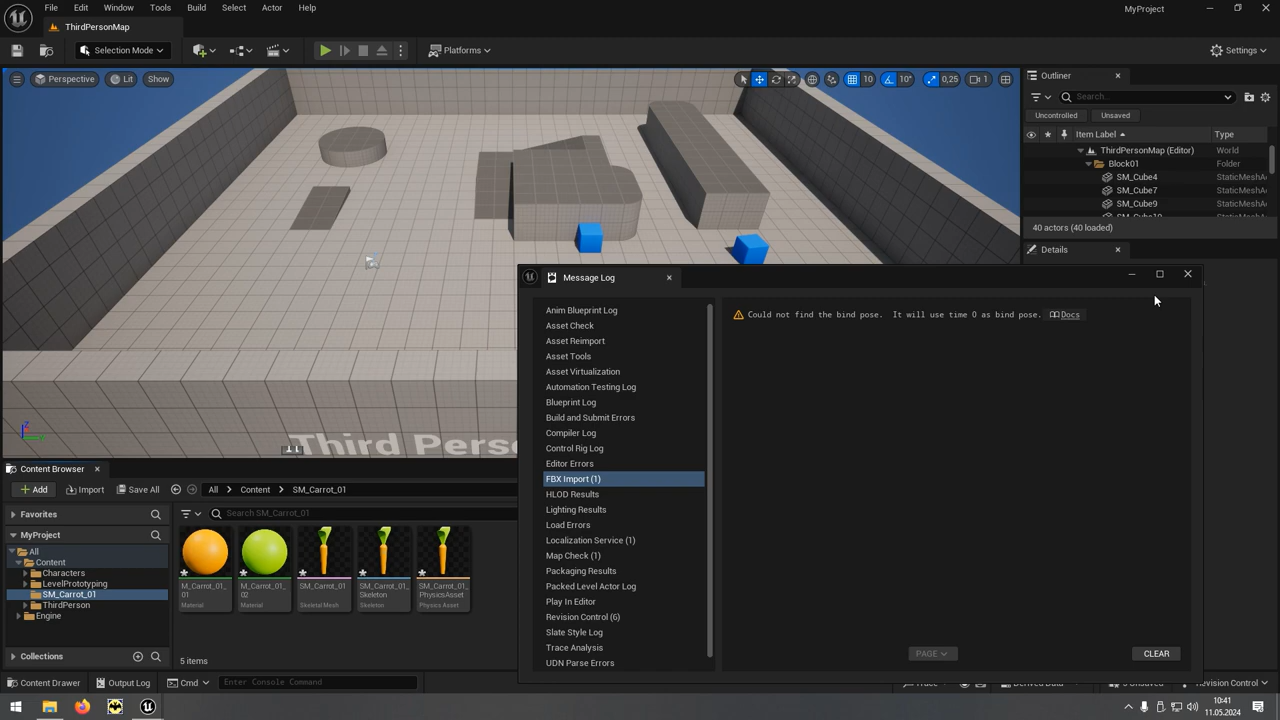 File Edit Window Tools Build Select Actor Help
MyProject
ThirdPersonMap
Selection Mode
Platforms
Settings
Perspective
Lit
Show
10
10°
0,25
1
Outliner
Search...
Uncontrolled
Unsaved
Item Label
Type
ThirdPersonMap (Editor)
World
Block01
Folder
SM_Cube4
StaticMeshA
SM_Cube7
StaticMeshA
SM_Cube9
StaticMeshA
40 actors (40 loaded)
Details
Third Perso
Message Log
Anim Blueprint Log
Asset Check
Asset Reimport
Asset Tools
Asset Virtualization
Automation Testing Log
Blueprint Log
Build and Submit Errors
Compiler Log
Control Rig Log
Editor Errors
FBX Import (1)
HLOD Results
Lighting Results
Load Errors
Localization Service (1)
Map Check (1)
Packaging Results
Packed Level Actor Log
Play In Editor
Revision Control (6)
Slate Style Log
Trace Analysis
UDN Parse Errors
Could not find the bind pose. It will use time 0 as bind pose. Docs
PAGE
CLEAR
Content Browser
Add
Import
Save All
All > Content > SM_Carrot_01
Favorites
MyProject
All
Content
Characters
LevelPrototyping
SM_Carrot_01
ThirdPerson
Engine
Collections
Search SM_Carrot_01
M_Carrot_01_
01
Material
M_Carrot_01_
02
Material
SM_Carrot_01
Skeletal Mesh
SM_Carrot_01_
Skeleton
Skeleton
SM_Carrot_01_
PhysicsAsset
Physics Asset
5 items
Content Drawer
Output Log
Cmd
Enter Console Command
evision Control
10:41
11.05.2024